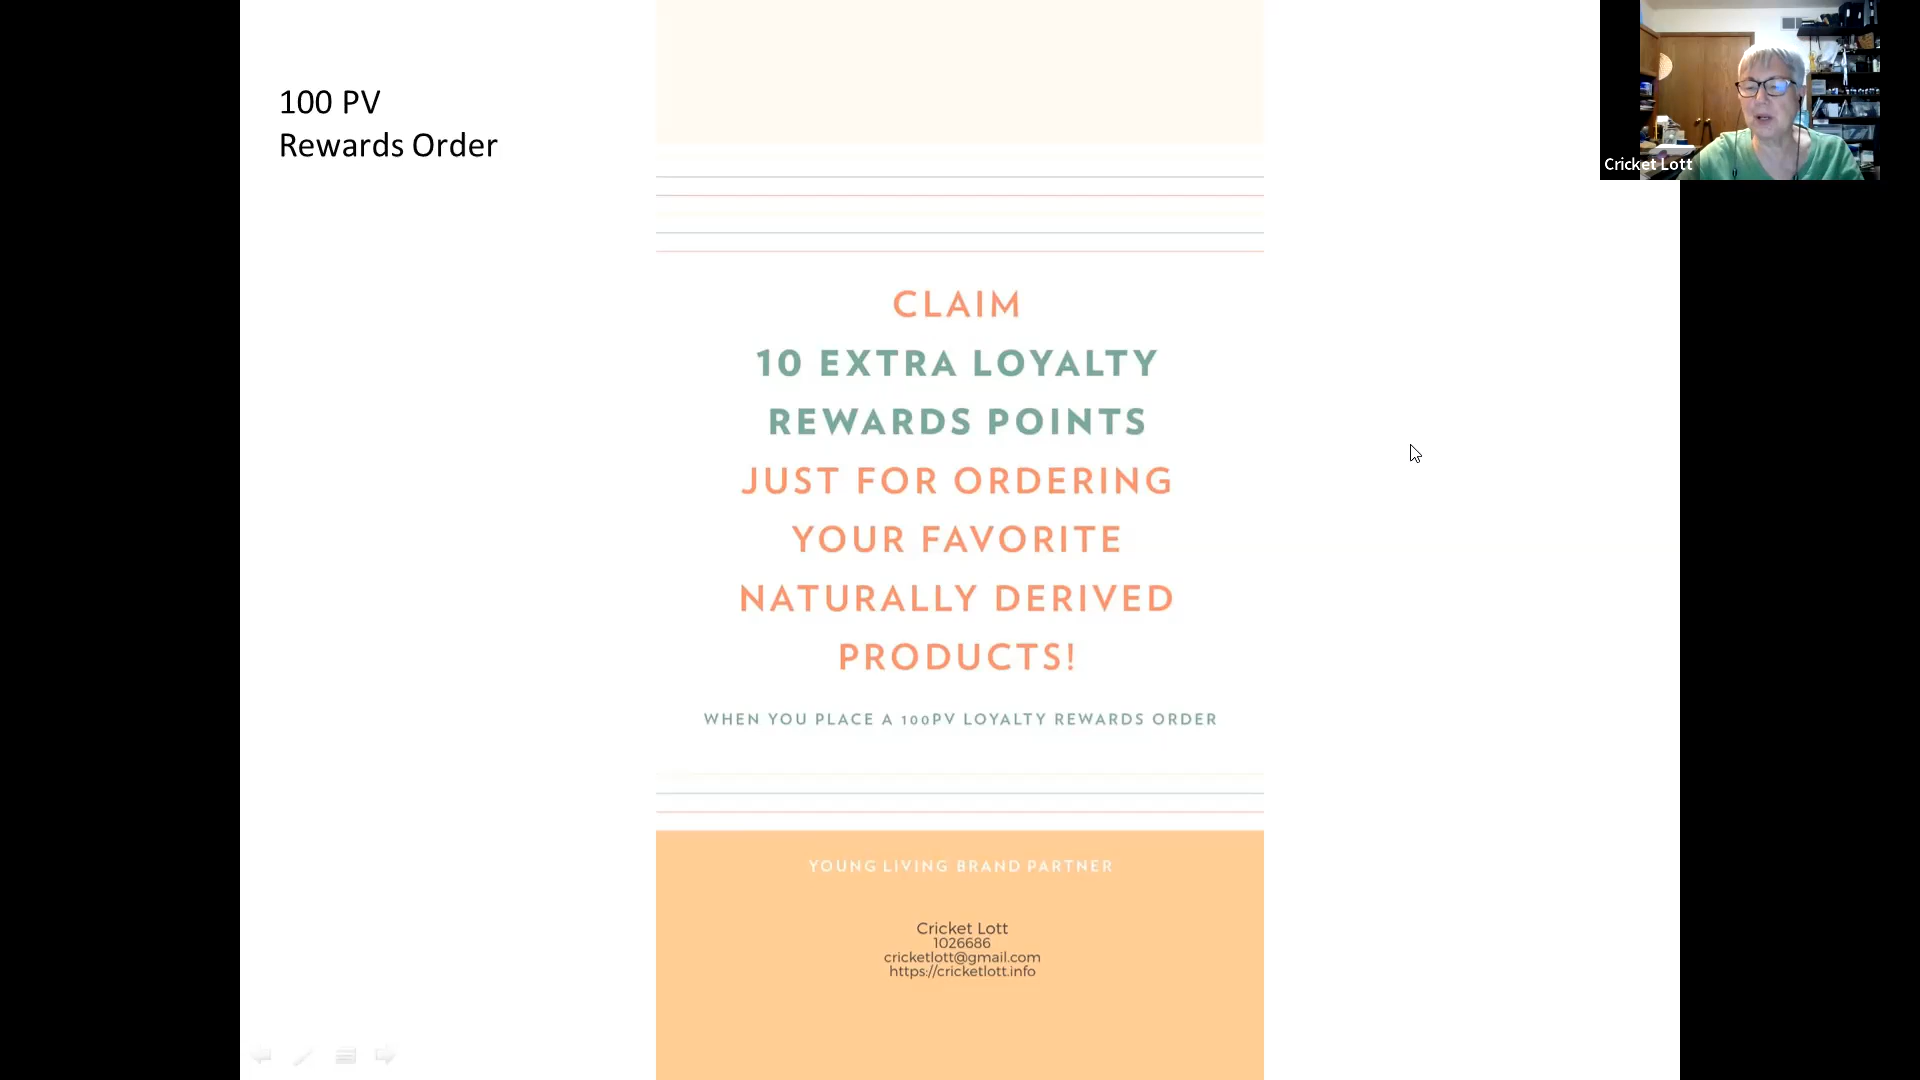 100 PV
Rewards Order
Cricket Lott
CLAIM
10 EXTRA LOYALTY
REWARDS POINTS
JUST FOR ORDERING
YOUR FAVORITE
NATURALLY DERIVED
PRODUCTS!
WHEN YOU PLACE A 100PV LOYALTY REWARDS ORDER
YOUNG LIVING BRAND PARTNER
Cricket Lott
1026686
cricketlott@gmail.com
https://cricketlott.info